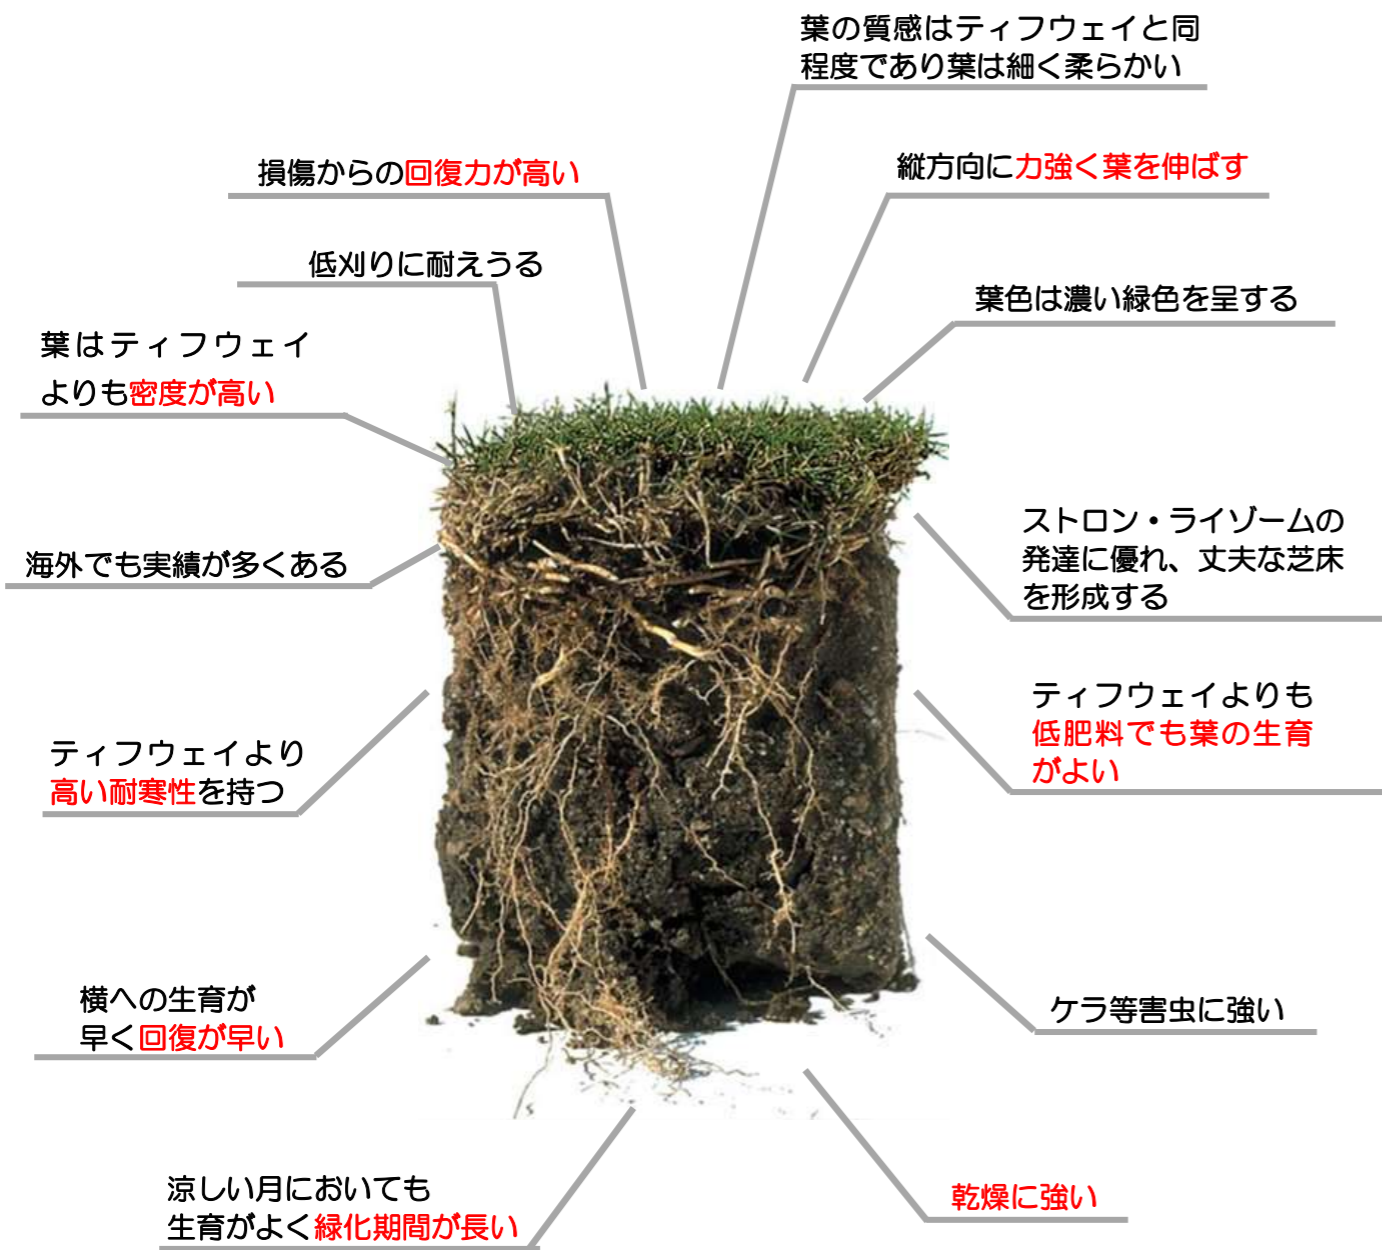 葉の質感はティフウェイと同
程度であり葉は細く柔らかい
損傷からの回復力が高い
縦方向に力強く葉を伸ばす
低刈りに耐えうる
葉色は濃い緑色を呈する
葉はティフウェイ
よりも密度が高い
ストロン・ライゾームの
発達に優れ、丈夫な芝床
を形成する
海外でも実績が多くある
ティフウェイよりも
低肥料でも葉の生育
がよい
ティフウェイより
高い耐寒性を持つ
横への生育が
早く回復が早い
ケラ等害虫に強い
涼しい月においても
生育がよく緑化期間が長い
乾燥に強い